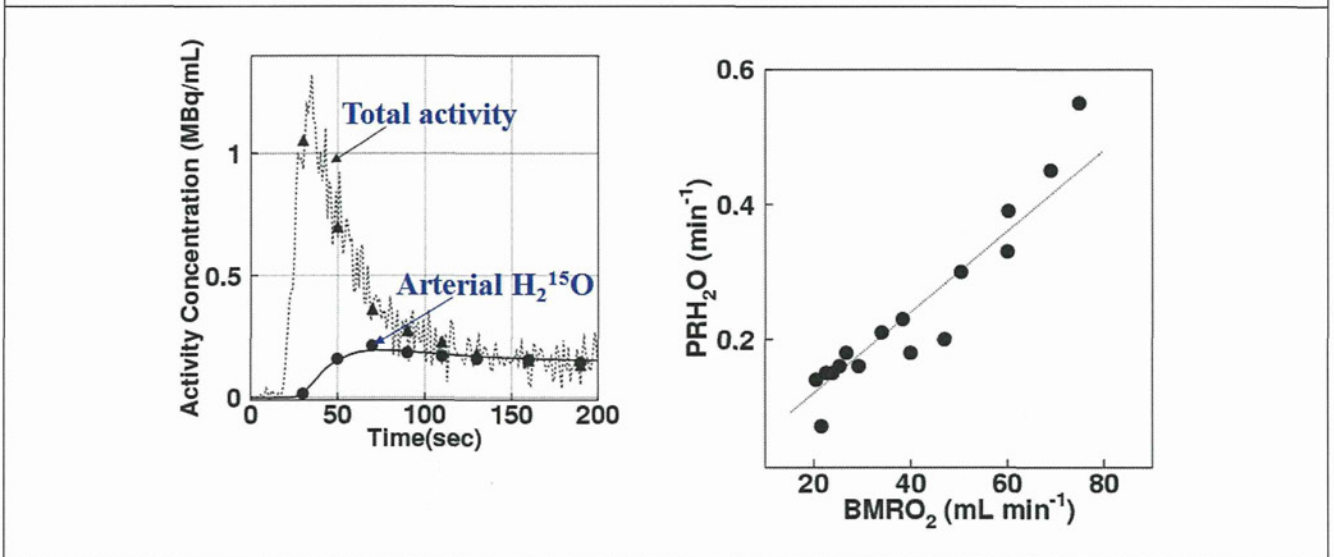 Activity Concentration (MBq/mL)
1
0.5
0
Total activity
Arterial H₂¹⁵O
0 50 100 150 200
Time(sec)
PRH₂O (min⁻¹)
0.6
0.4
0.2
20 40 60 80
BMRO₂ (mL min⁻¹)